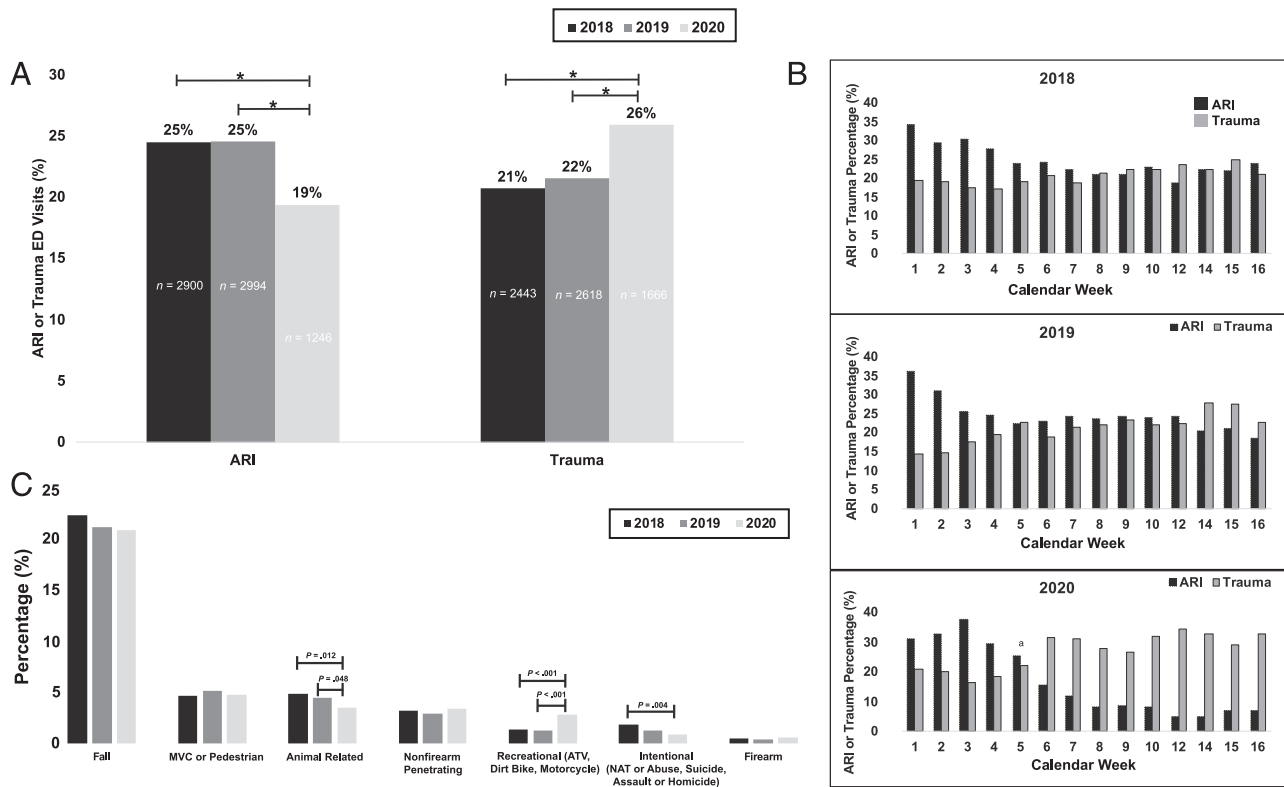 2018 2019 2020
A
ARI or Trauma ED Visits (%)
30
25
20
15
10
5
0
*
*
25%
25%
19%
n = 2900
n = 2994
n = 1246
*
*
21%
22%
26%
n = 2443
n = 2618
n = 1666
ARI
Trauma
B
2018
ARI
Trauma
ARI or Trauma Percentage (%)
40
35
30
25
20
15
10
5
0
1 2 3 4 5 6 7 8 9 10 12 14 15 16
Calendar Week
2019
ARI Trauma
ARI or Trauma Percentage (%)
40
35
30
25
20
15
10
5
0
1 2 3 4 5 6 7 8 9 10 12 14 15 16
Calendar Week
2020
ARI Trauma
ARI or Trauma Percentage (%)
40
30
20
10
0
a
1 2 3 4 5 6 7 8 9 10 12 14 15 16
Calendar Week
C
2018 2019 2020
Percentage (%)
25
20
15
10
5
0
P = .012
P = .048
P < .001
P < .001
P = .004
Fall
MVC or Pedestrian
Animal Related
Nonfirearm
Penetrating
Recreational (ATV,
Dirt Bike, Motorcycle)
Intentional
(NAT or Abuse, Suicide,
Assault or Homicide)
Firearm